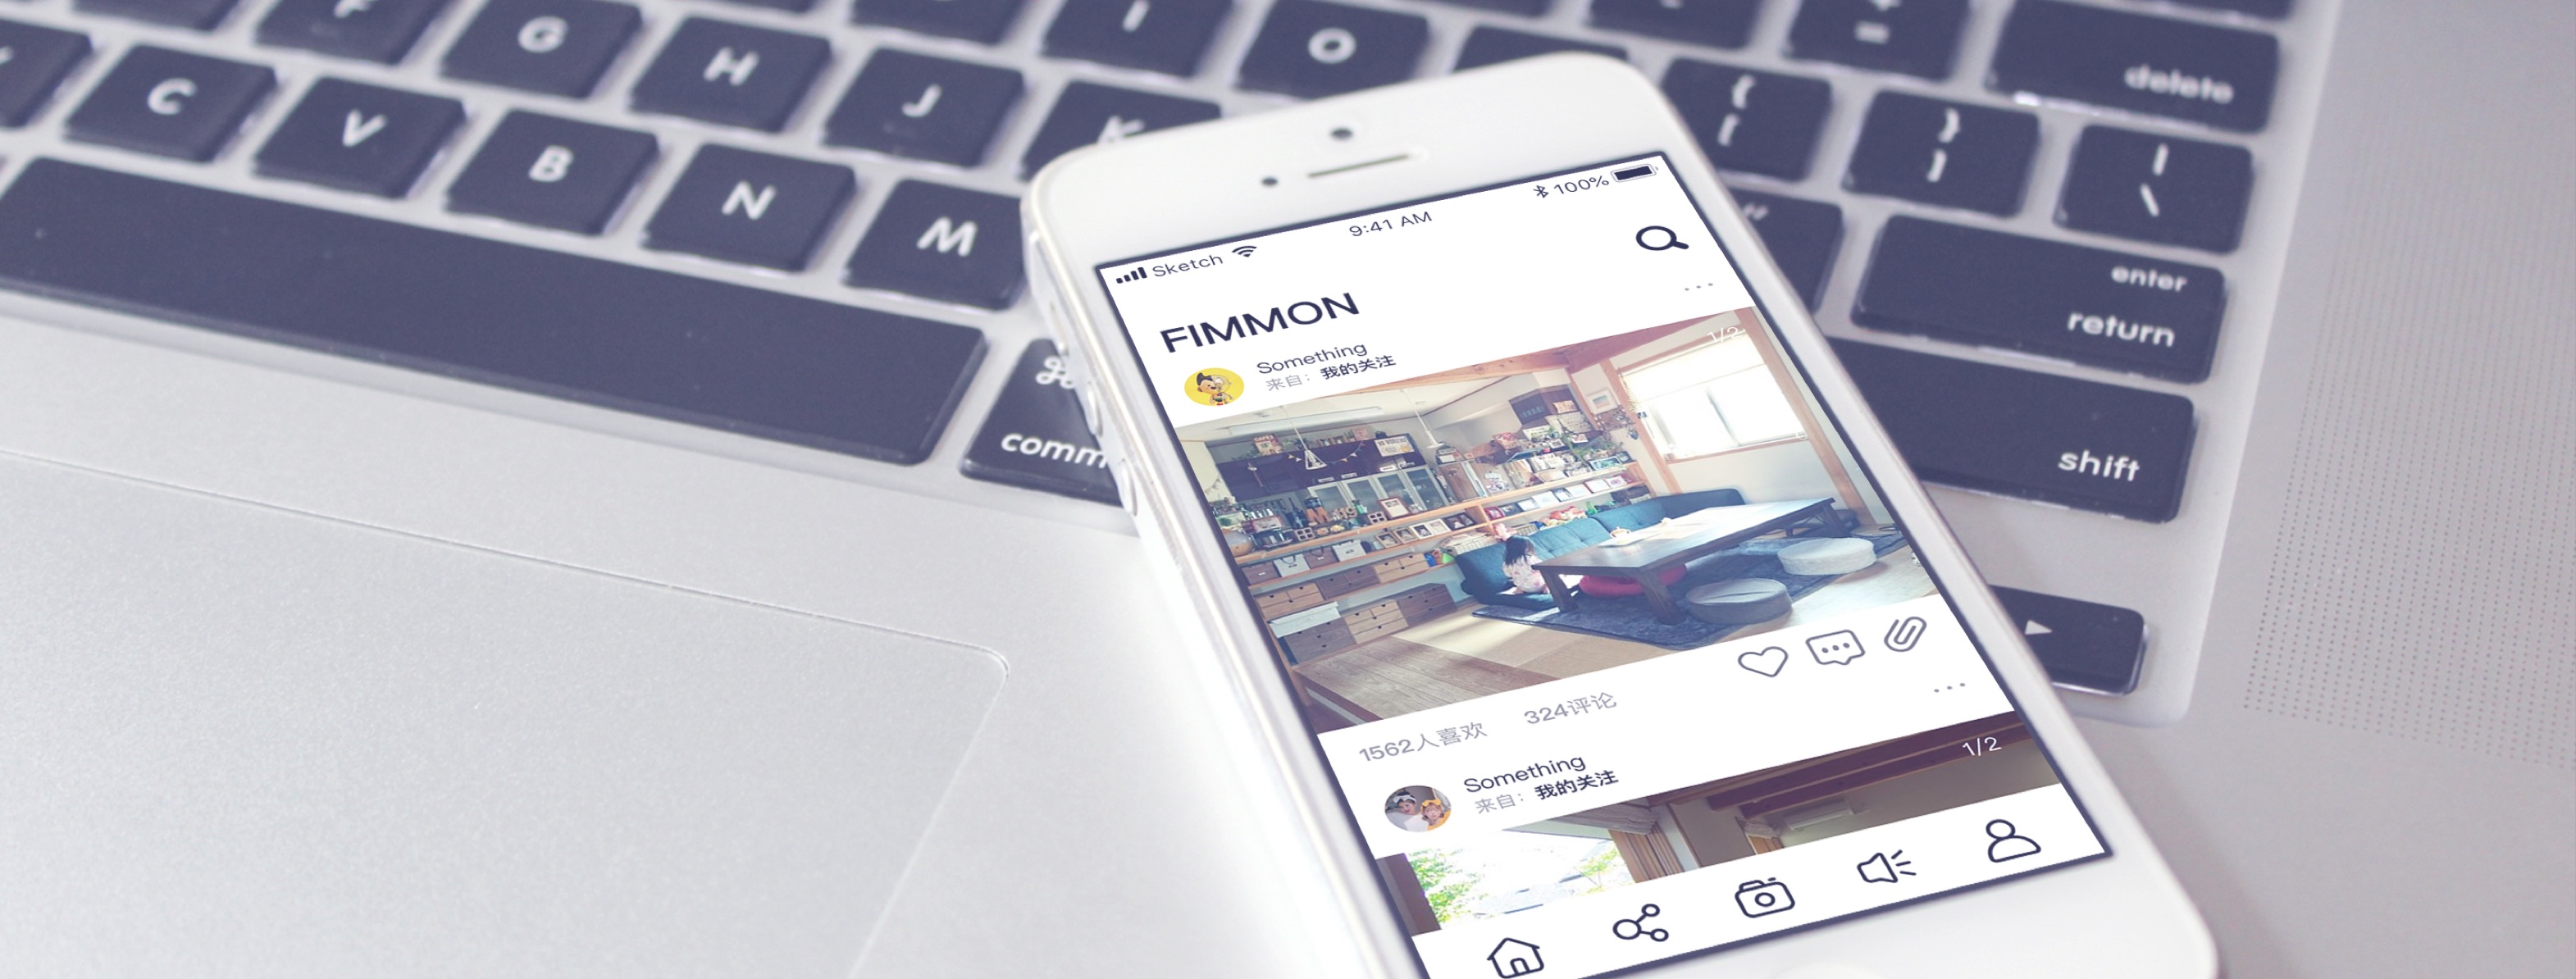 F
G
H
J
K
I
O
{
[
}
]
|
\
+
=
delete
C
V
B
N
M
enter
return
shift
⌘
comm
Sketch
9:41 AM
100%
FIMMON
Something
来自：我的关注
1/2
1562人喜欢 324评论
Something
来自：我的关注
1/2